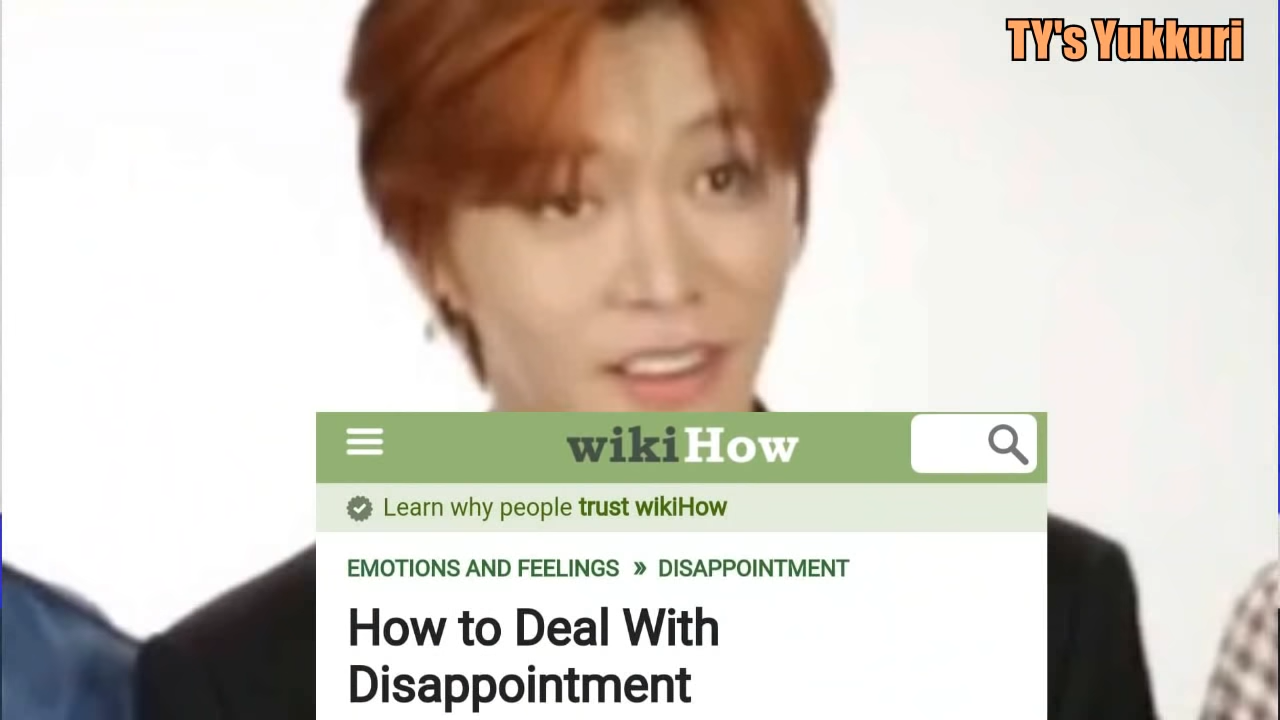 TY's Yukkuri
wikiHow
Learn why people trust wikiHow
EMOTIONS AND FEELINGS » DISAPPOINTMENT
How to Deal With
Disappointment